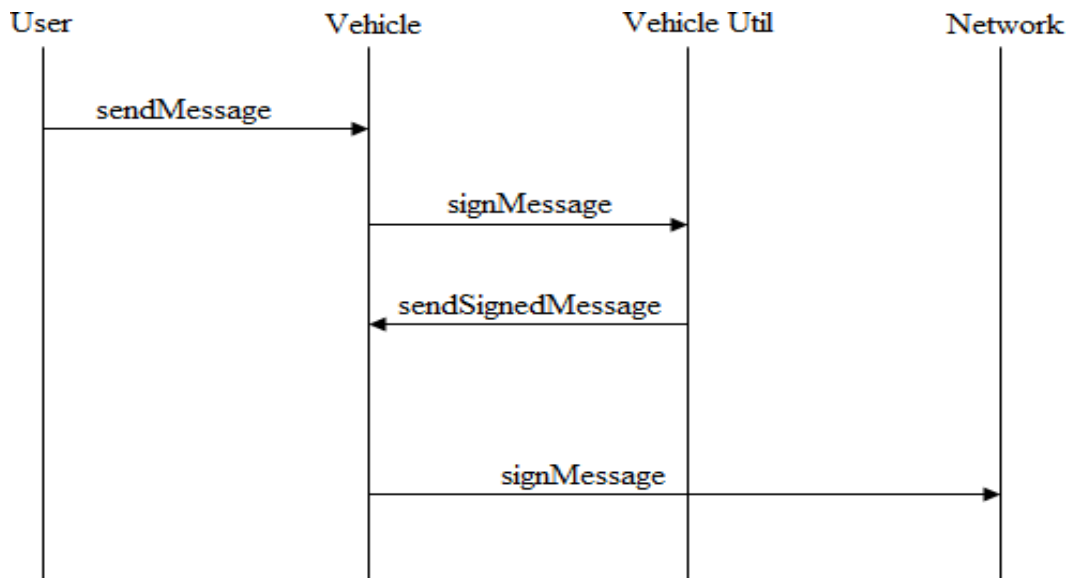 User
Vehicle
Vehicle Util
Network
sendMessage
signMessage
sendSignedMessage
signMessage